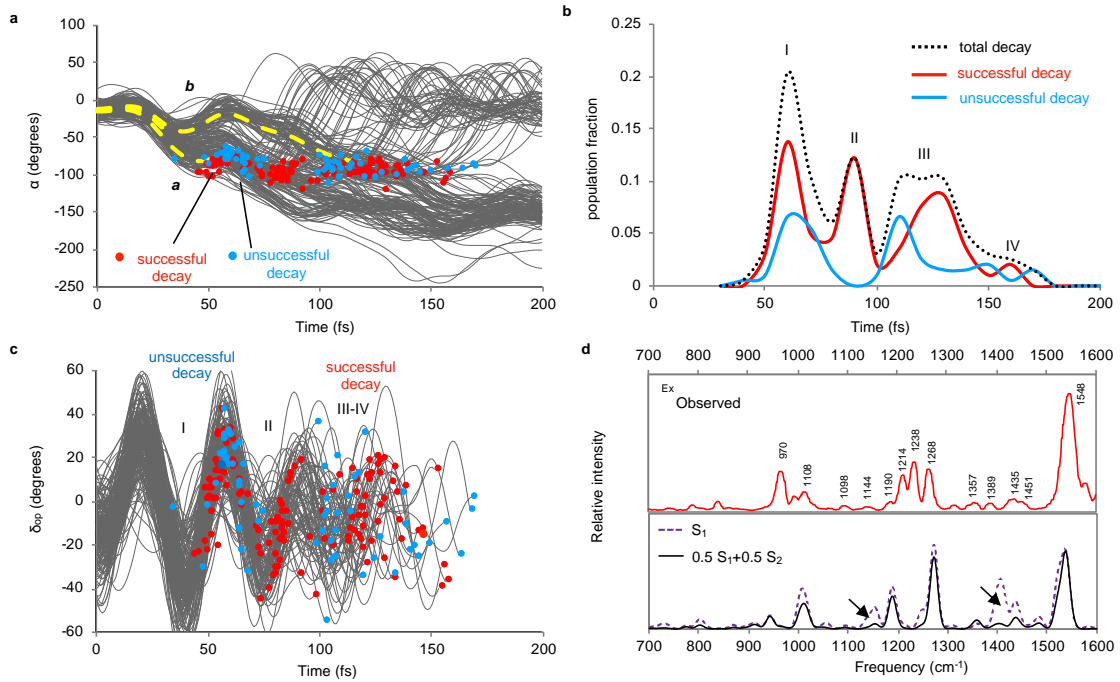 a
100
50
0
-50
-100
-150
-200
-250
α (degrees)
b
a
successful
decay
unsuccessful
decay
0
50
100
150
200
Time (fs)
b
0.25
0.2
0.15
0.1
0.05
0
population fraction
I
II
III
IV
total decay
successful decay
unsuccessful decay
0
50
100
150
200
Time (fs)
c
60
40
20
0
-20
-40
-60
δop (degrees)
unsuccessful
decay
successful
decay
I
II
III-IV
0
50
100
150
200
Time (fs)
d
700 800 900 1000 1100 1200 1300 1400 1500 1600
Ex
Observed
970
1108
1098
1144
1190
1214
1238
1268
1357
1389
1435
1451
1548
Relative intensity
S1
0.5 S1+0.5 S2
700 800 900 1000 1100 1200 1300 1400 1500 1600
Frequency (cm-1)